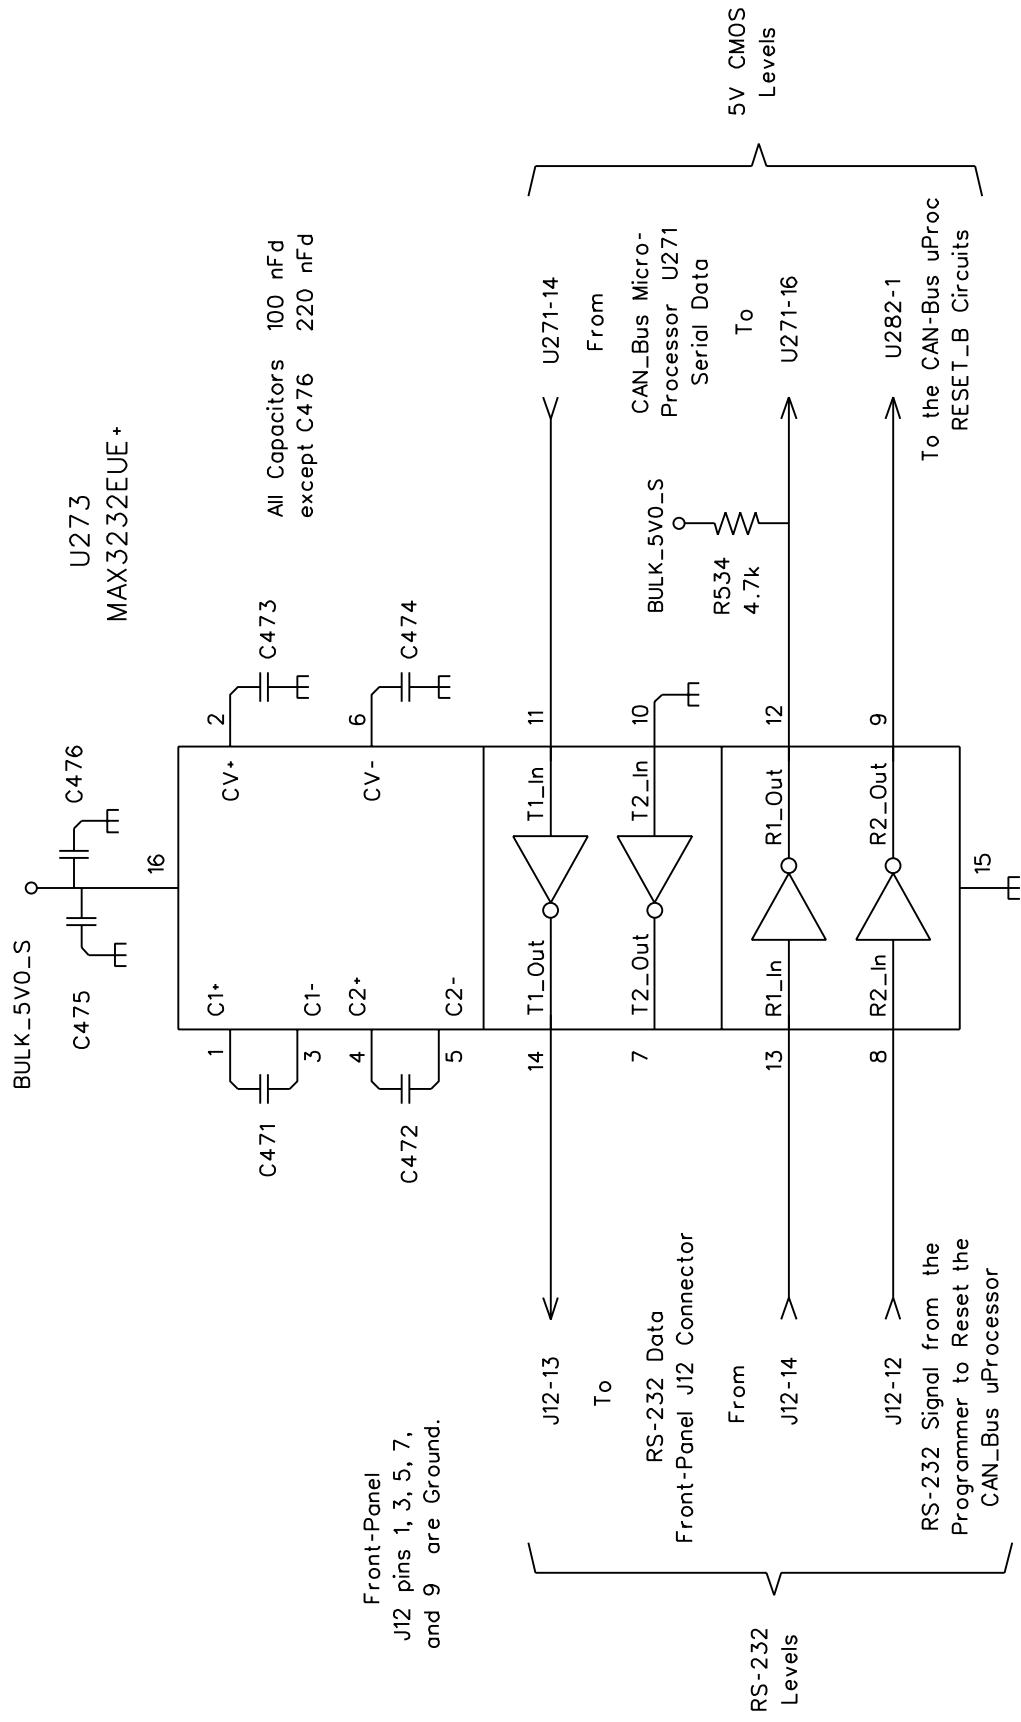 U273
MAX3232EUE+
BULK_5V0_S
C475
C476
16
All Capacitors 100 nFd
except C476 220 nFd
C471
1
C1+
3
C1-
CV+
2
C473
C472
4
C2+
5
C2-
CV-
6
C474
Front-Panel
J12 pins 1, 3, 5, 7,
and 9 are Ground.
RS-232
Levels
J12-13
14
T1_Out
T1_In
11
U271-14
To
From
RS-232 Data
Front-Panel J12 Connector
7
T2_Out
T2_In
10
CAN_Bus Micro-
Processor U271
Serial Data
BULK_5V0_S
R534
4.7k
From
To
J12-14
13
R1_In
R1_Out
12
U271-16
J12-12
8
R2_In
R2_Out
9
U282-1
RS-232 Signal from the
Programmer to Reset the
CAN_Bus uProcessor
15
To the CAN-Bus uProc
RESET_B Circuits
5V CMOS
Levels